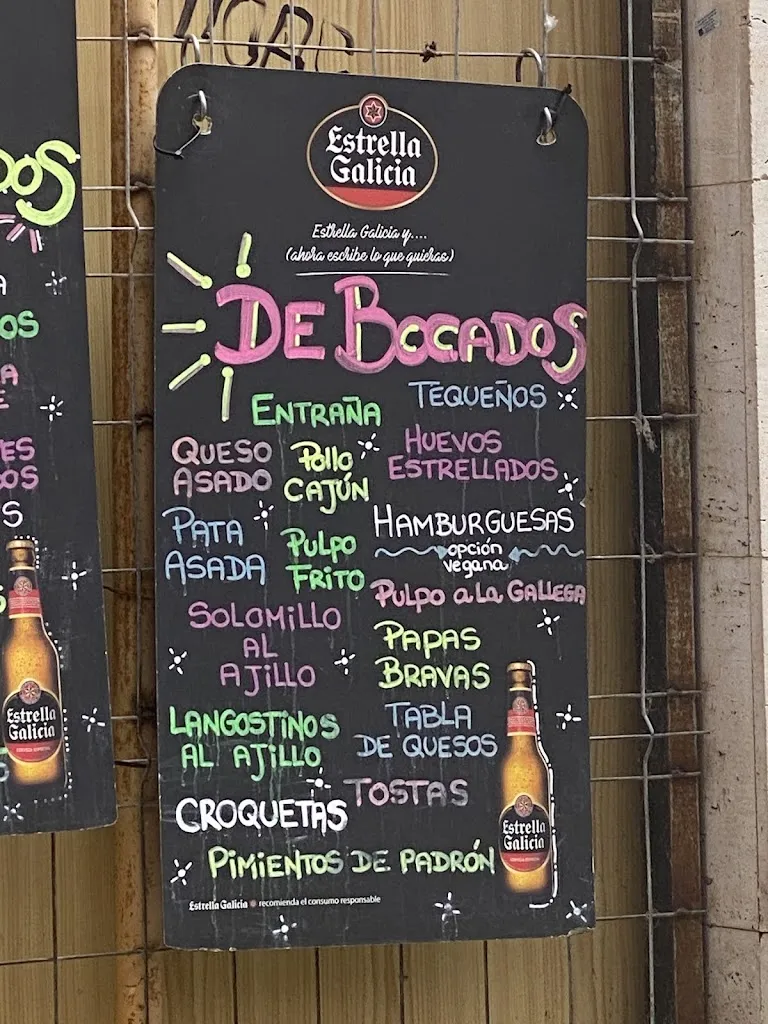 Estrella
Galicia
Estrella Galicia y....
(ahora escribe lo que quieras)
DE BOCADOS
ENTRAÑA
TEQUEÑOS
QUESO
ASADO
POLLO
CAJÚN
HUEVOS
ESTRELLADOS
PATA
ASADA
PULPO
FRITO
HAMBURGUESAS
opción
vegana
PULPO a la GALLEGA
SOLOMILLO
AL
AJILLO
PAPAS
BRAVAS
LANGOSTINOS
AL AJILLO
TABLA
DE QUESOS
CROQUETAS
TOSTAS
PIMIENTOS DE PADRÓN
Estrella
Galicia
Estrella Galicia recomienda el consumo responsable
Estrella
Galicia